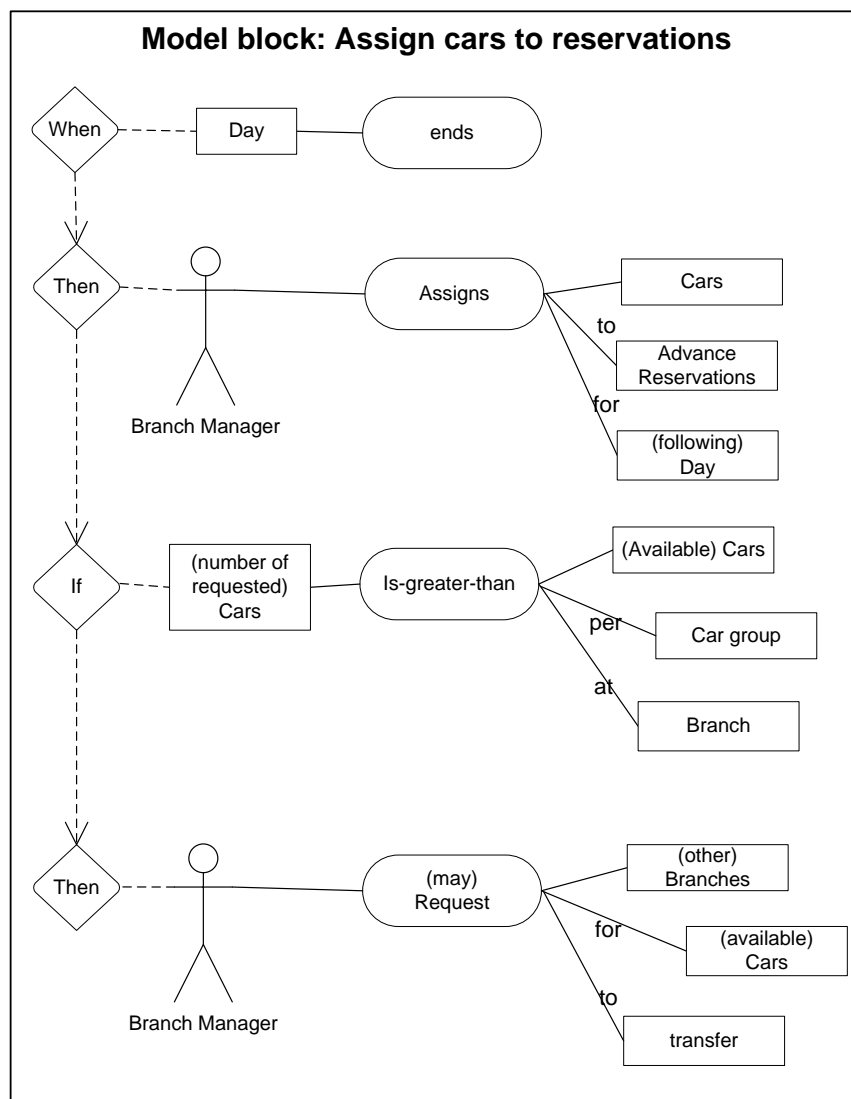 Model block: Assign cars to reservations
When
Day
ends
Then
Branch Manager
Assigns
Cars
to
Advance
Reservations
for
(following)
Day
If
(number of
requested)
Cars
Is-greater-than
(Available) Cars
per
Car group
at
Branch
Then
Branch Manager
(may)
Request
(other)
Branches
for
(available)
Cars
to
transfer